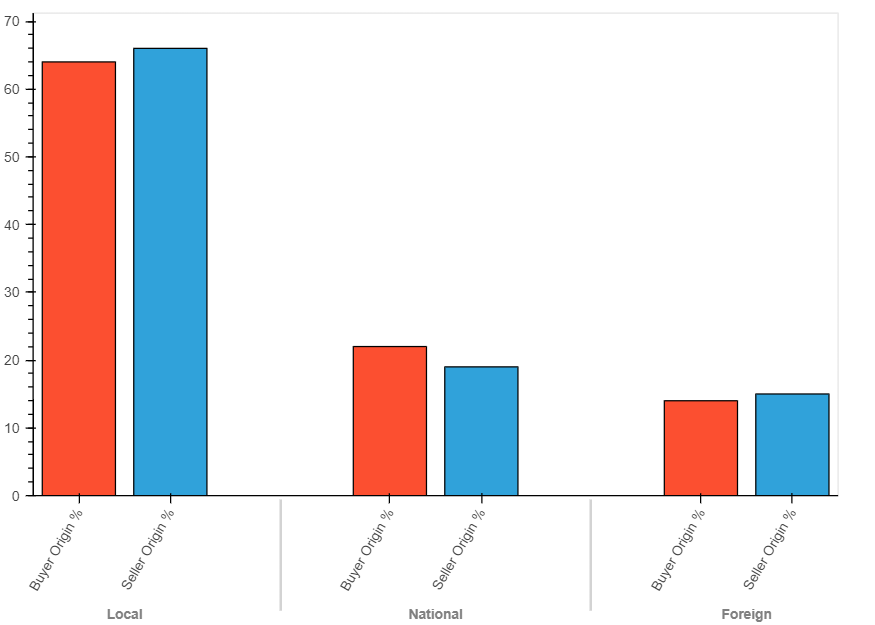 70
60
50
40
30
20
10
0
Buyer Origin %
Seller Origin %
Buyer Origin %
Seller Origin %
Buyer Origin %
Seller Origin %
Local
National
Foreign